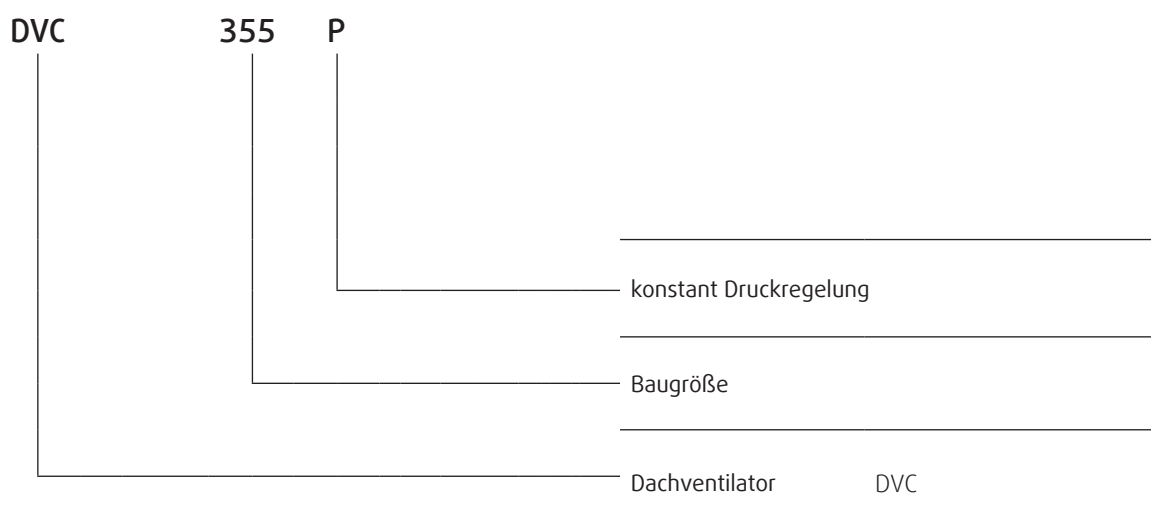 DVC 355 P
konstant Druckregelung
Baugröße
Dachventilator DVC